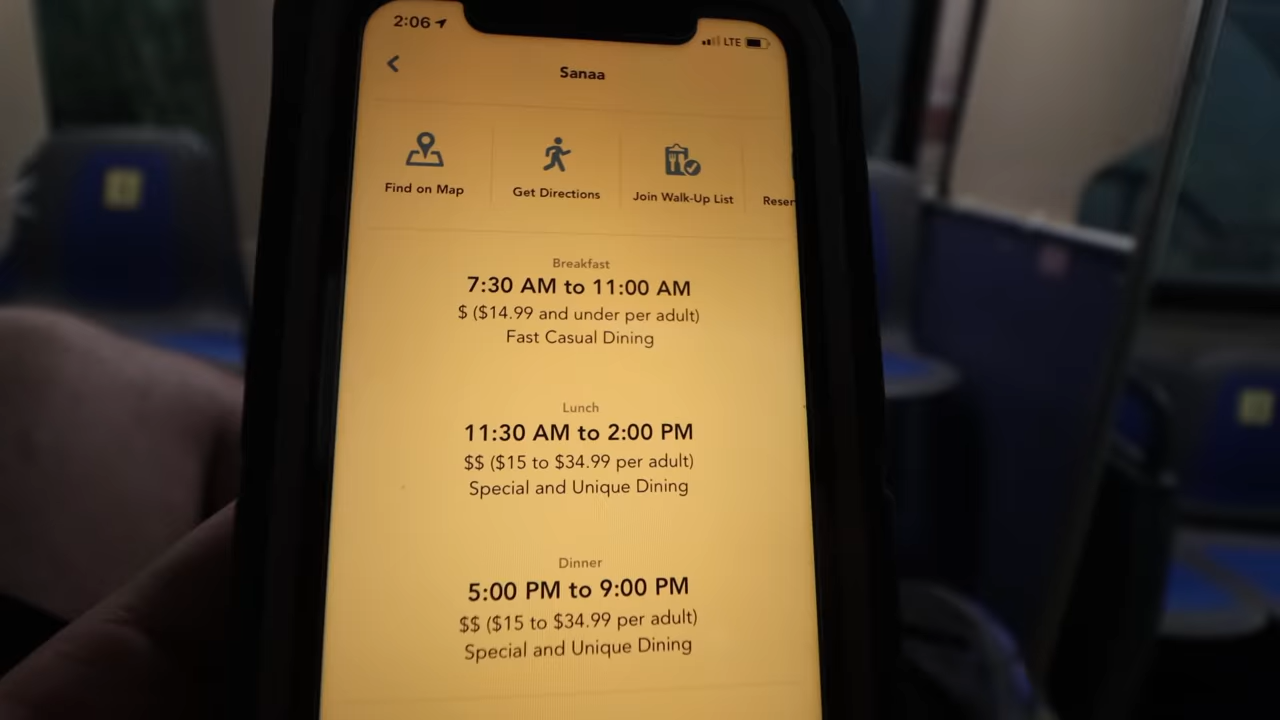 2:06
LTE
Sanaa
Find on Map
Get Directions
Join Walk-Up List
Reser
Breakfast
7:30 AM to 11:00 AM
$ ($14.99 and under per adult)
Fast Casual Dining
Lunch
11:30 AM to 2:00 PM
$$ ($15 to $34.99 per adult)
Special and Unique Dining
Dinner
5:00 PM to 9:00 PM
$$ ($15 to $34.99 per adult)
Special and Unique Dining